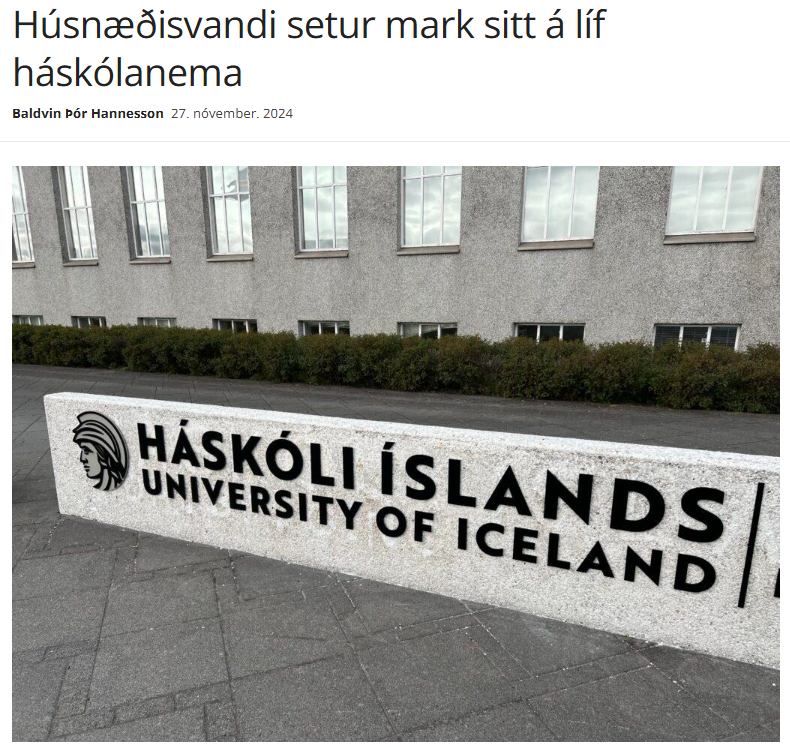 Húsnæðisvandi setur mark sitt á líf
háskólanema
Baldvin Þór Hannesson 27. nóvember. 2024
HÁSKÓLI ÍSLANDS
UNIVERSITY OF ICELAND